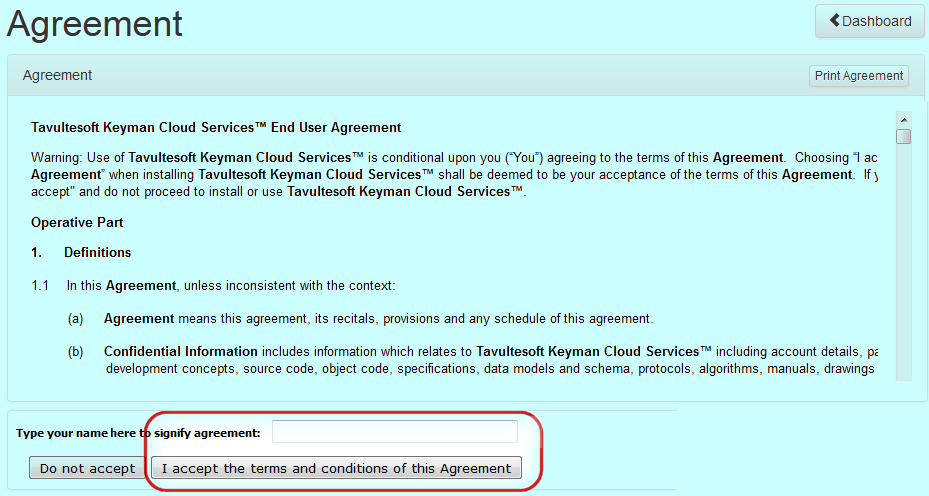 Agreement
Dashboard
Agreement
Print Agreement
Tavultesoft Keyman Cloud Services™ End User Agreement
Warning: Use of Tavultesoft Keyman Cloud Services™ is conditional upon you (“You”) agreeing to the terms of this Agreement. Choosing “I ac
Agreement” when installing Tavultesoft Keyman Cloud Services™ shall be deemed to be your acceptance of the terms of this Agreement. If y
accept" and do not proceed to install or use Tavultesoft Keyman Cloud Services™.
Operative Part
1. Definitions
1.1 In this Agreement, unless inconsistent with the context:
(a) Agreement means this agreement, its recitals, provisions and any schedule of this agreement.
(b) Confidential Information includes information which relates to Tavultesoft Keyman Cloud Services™ including account details, pa
development concepts, source code, object code, specifications, data models and schema, protocols, algorithms, manuals, drawings
Type your name here to signify agreement:
Do not accept I accept the terms and conditions of this Agreement